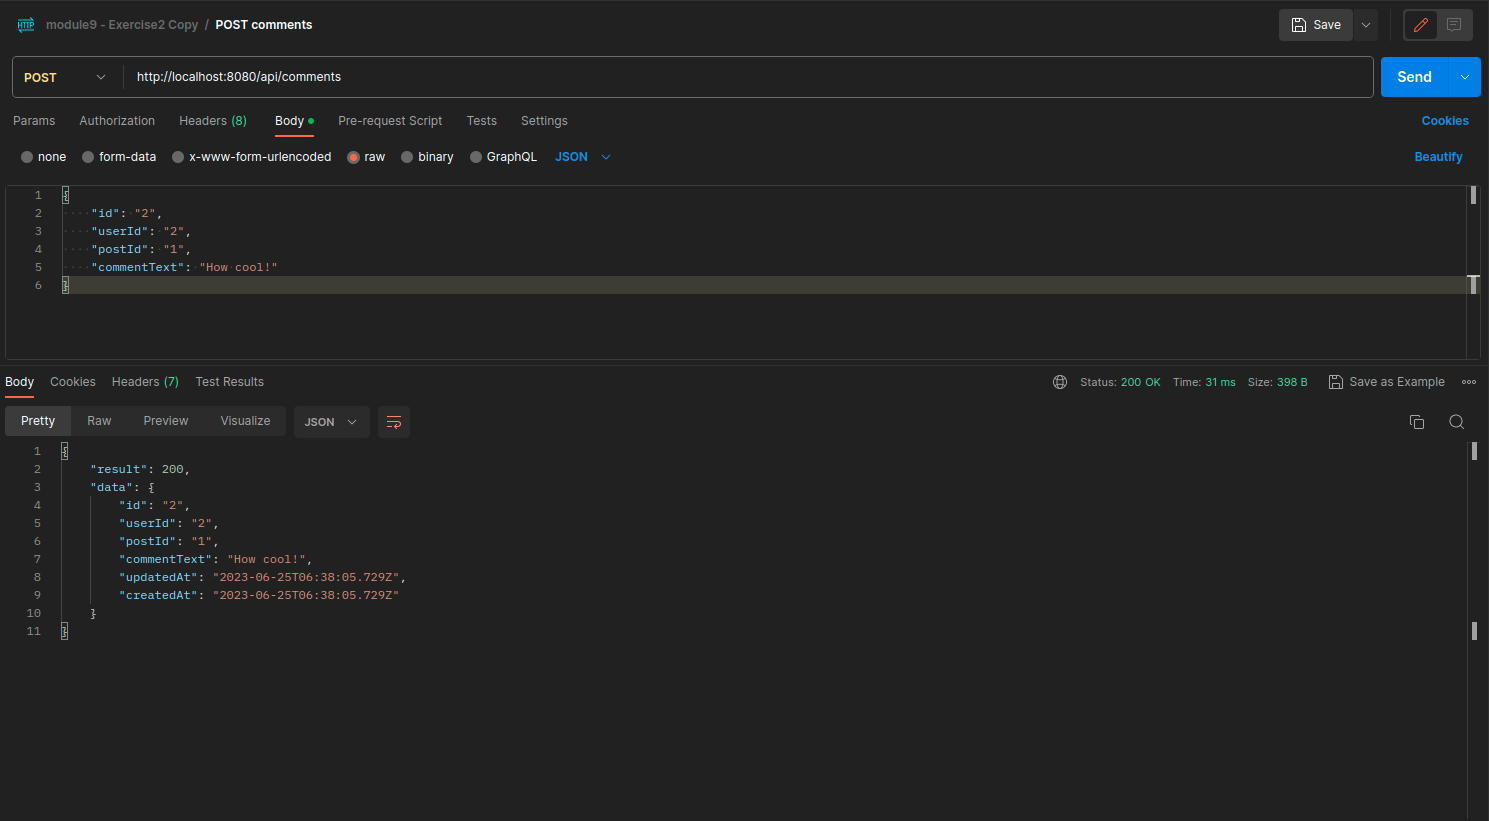 HTTP module9 - Exercise2 Copy / POST comments Save
POST http://localhost:8080/api/comments Send
Params Authorization Headers (8) Body Pre-request Script Tests Settings Cookies
none form-data x-www-form-urlencoded raw binary GraphQL JSON Beautify
1 {
2 "id": "2",
3 "userId": "2",
4 "postId": "1",
5 "commentText": "How cool!"
6 }
Body Cookies Headers (7) Test Results Status: 200 OK Time: 31 ms Size: 398 B Save as Example
Pretty Raw Preview Visualize JSON
1 {
2 "result": 200,
3 "data": {
4 "id": "2",
5 "userId": "2",
6 "postId": "1",
7 "commentText": "How cool!",
8 "updatedAt": "2023-06-25T06:38:05.729Z",
9 "createdAt": "2023-06-25T06:38:05.729Z"
10 }
11 }